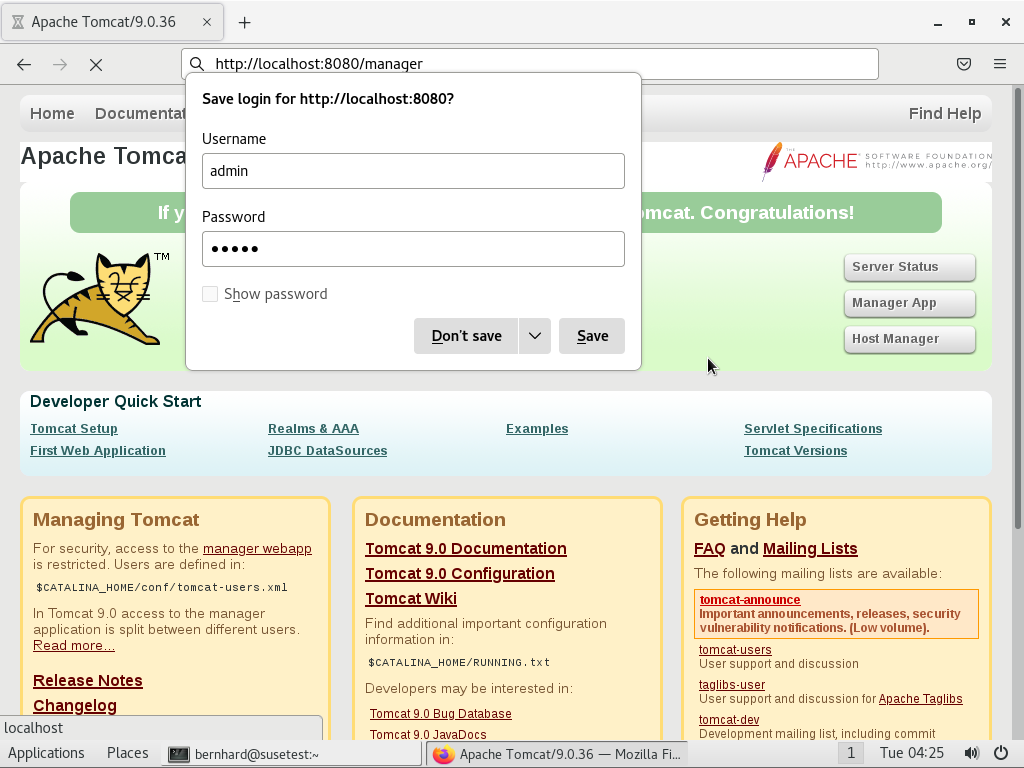 Apache Tomcat/9.0.36
http://localhost:8080/manager
Save login for http://localhost:8080?
Username
admin
Password
Show password
Don't save
Save
Home
Documentat
Find Help
Apache Tomca
THE
APACHE
SOFTWARE FOUNDATION
http://www.apache.org/
If y
omcat. Congratulations!
TM
Server Status
Manager App
Host Manager
Developer Quick Start
Tomcat Setup
Realms & AAA
Examples
Servlet Specifications
First Web Application
JDBC DataSources
Tomcat Versions
Managing Tomcat
For security, access to the manager webapp
is restricted. Users are defined in:
$CATALINA_HOME/conf/tomcat-users.xml
In Tomcat 9.0 access to the manager
application is split between different users.
Read more...
Release Notes
Changelog
Documentation
Tomcat 9.0 Documentation
Tomcat 9.0 Configuration
Tomcat Wiki
Find additional important configuration
information in:
$CATALINA_HOME/RUNNING.txt
Developers may be interested in:
Tomcat 9.0 Bug Database
Tomcat 9.0 JavaDocs
Getting Help
FAQ and Mailing Lists
The following mailing lists are available:
tomcat-announce
Important announcements, releases, security
vulnerability notifications. (Low volume).
tomcat-users
User support and discussion
taglibs-user
User support and discussion for Apache Taglibs
tomcat-dev
Development mailing list, including commit
localhost
Applications
Places
bernhard@susetest:~
Apache Tomcat/9.0.36 — Mozilla Fi...
1
Tue 04:25